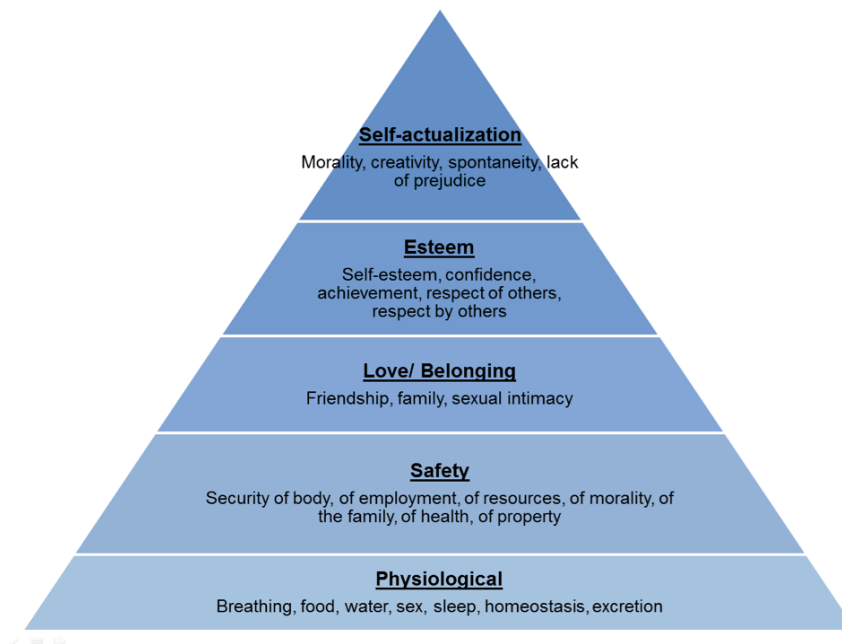 Self-actualization
Morality, creativity, spontaneity, lack
of prejudice
Esteem
Self-esteem, confidence,
achievement, respect of others,
respect by others
Love/ Belonging
Friendship, family, sexual intimacy
Safety
Security of body, of employment, of resources, of morality, of
the family, of health, of property
Physiological
Breathing, food, water, sex, sleep, homeostasis, excretion